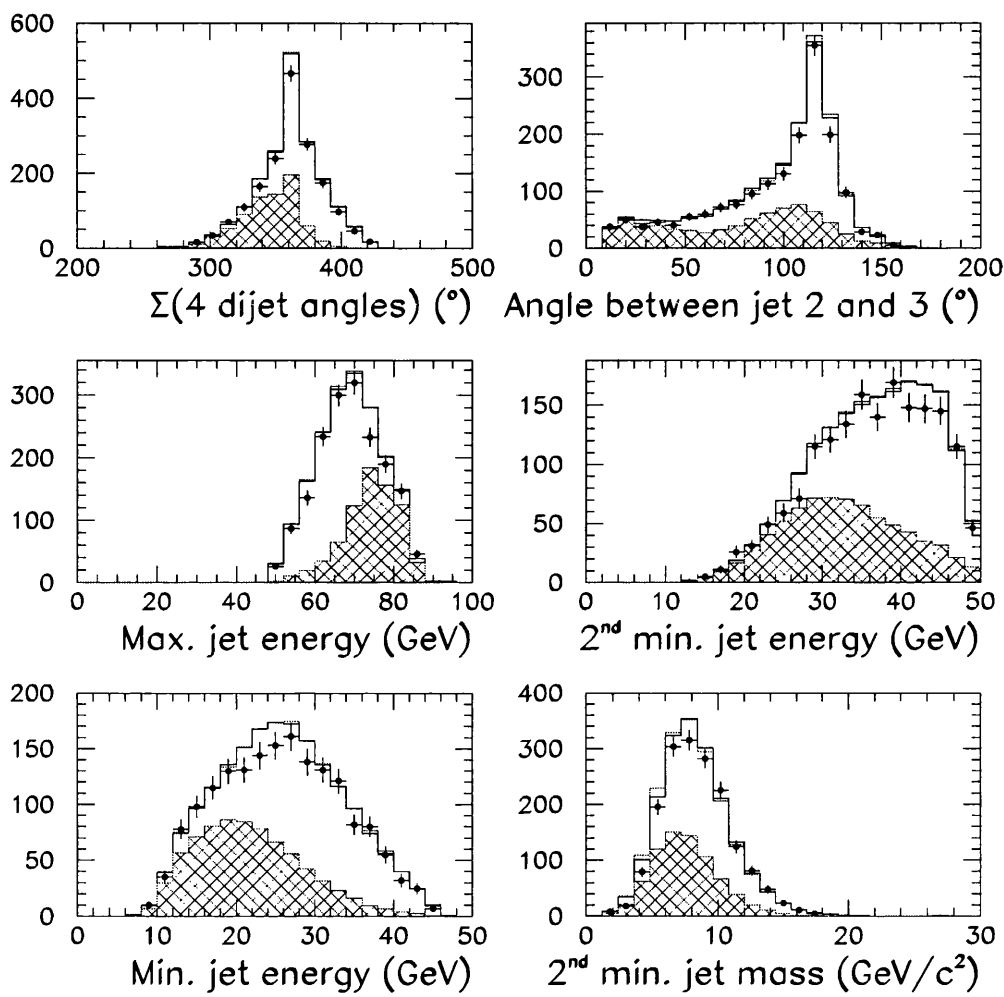 600
400
200
0
200 300 400 500
Σ(4 dijet angles) (°)
300
200
100
0
0 50 100 150 200
Angle between jet 2 and 3 (°)
300
200
100
0
0 20 40 60 80 100
Max. jet energy (GeV)
150
100
50
0
0 10 20 30 40 50
2nd min. jet energy (GeV)
200
150
100
50
0
0 10 20 30 40 50
Min. jet energy (GeV)
400
300
200
100
0
0 10 20 30
2nd min. jet mass (GeV/c²)